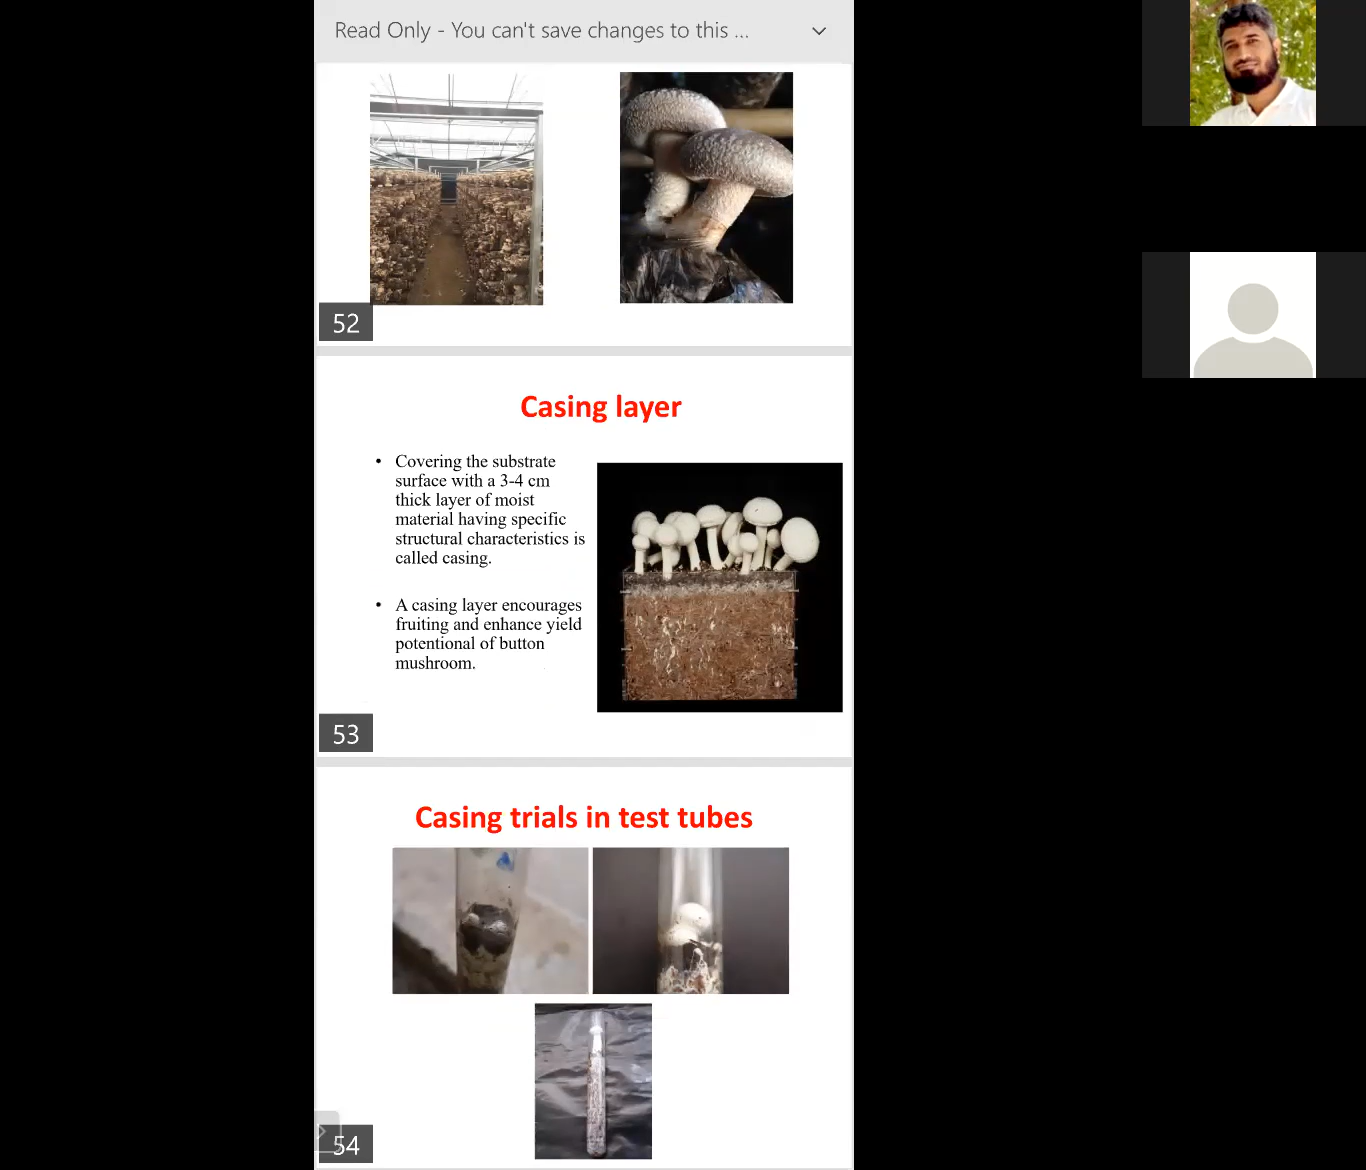 Read Only - You can't save changes to this ...
52
Casing layer
• Covering the substrate
surface with a 3-4 cm
thick layer of moist
material having specific
structural characteristics is
called casing.
• A casing layer encourages
fruiting and enhance yield
potentional of button
mushroom.
53
Casing trials in test tubes
54